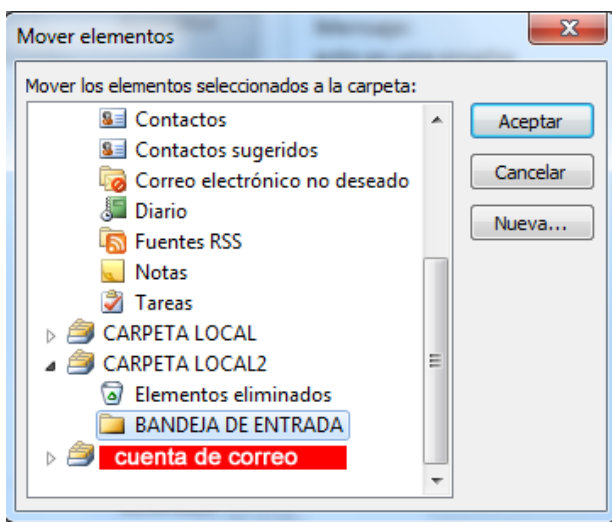 Mover elementos
Mover los elementos seleccionados a la carpeta:
Contactos
Aceptar
Contactos sugeridos
Cancelar
Correo electrónico no deseado
Diario
Nueva...
Fuentes RSS
Notas
Tareas
CARPETA LOCAL
CARPETA LOCAL2
Elementos eliminados
BANDEJA DE ENTRADA
cuenta de correo